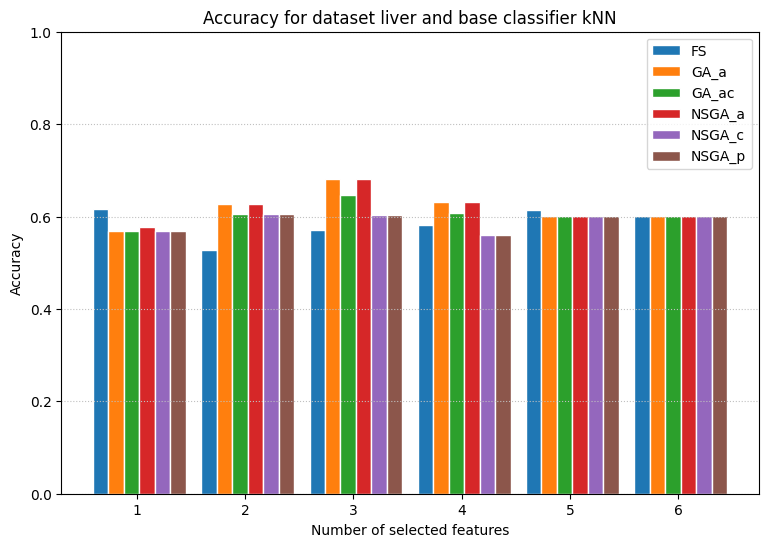 Accuracy for dataset liver and base classifier kNN
1.0
0.8
0.6
0.4
0.2
0.0
Accuracy
FS
GA_a
GA_ac
NSGA_a
NSGA_c
NSGA_p
1 2 3 4 5 6
Number of selected features